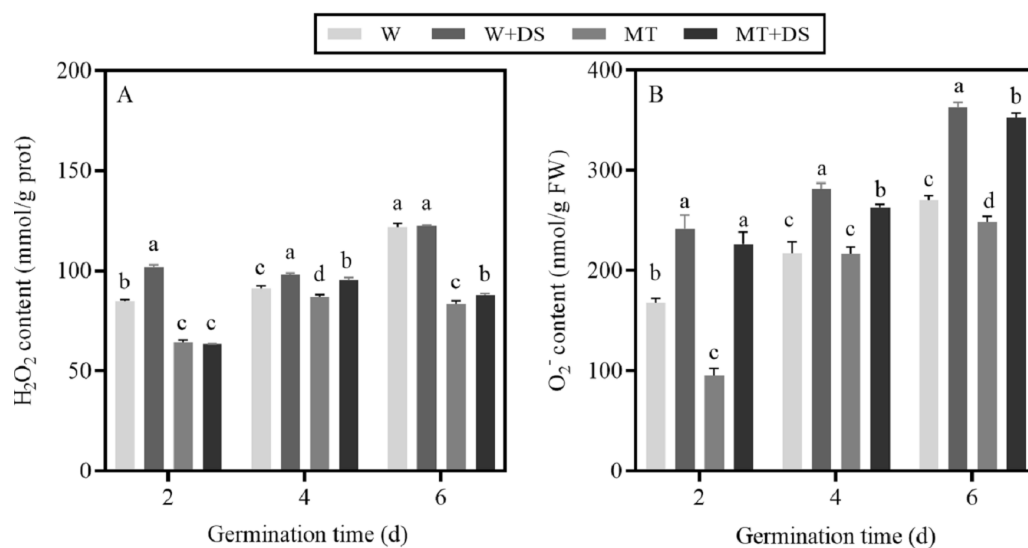 W W+DS MT MT+DS
A
H₂O₂ content (mmol/g prot)
200
150
100
50
0
b a c c
c a d b
a a c b
2 4 6
Germination time (d)
B
O₂⁻ content (nmol/g FW)
400
300
200
100
0
b a c a
c a c b
c a d b
2 4 6
Germination time (d)